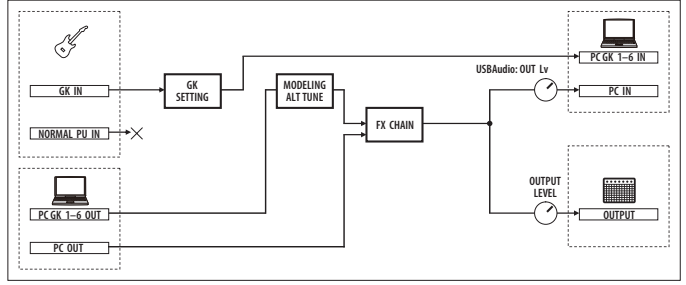 PC GK 1–6 IN
USBAudio: OUT Lv
GK IN
GK
SETTING
MODELING
ALT TUNE
PC IN
NORMAL PU IN
FX CHAIN
OUTPUT
LEVEL
PC GK 1–6 OUT
OUTPUT
PC OUT